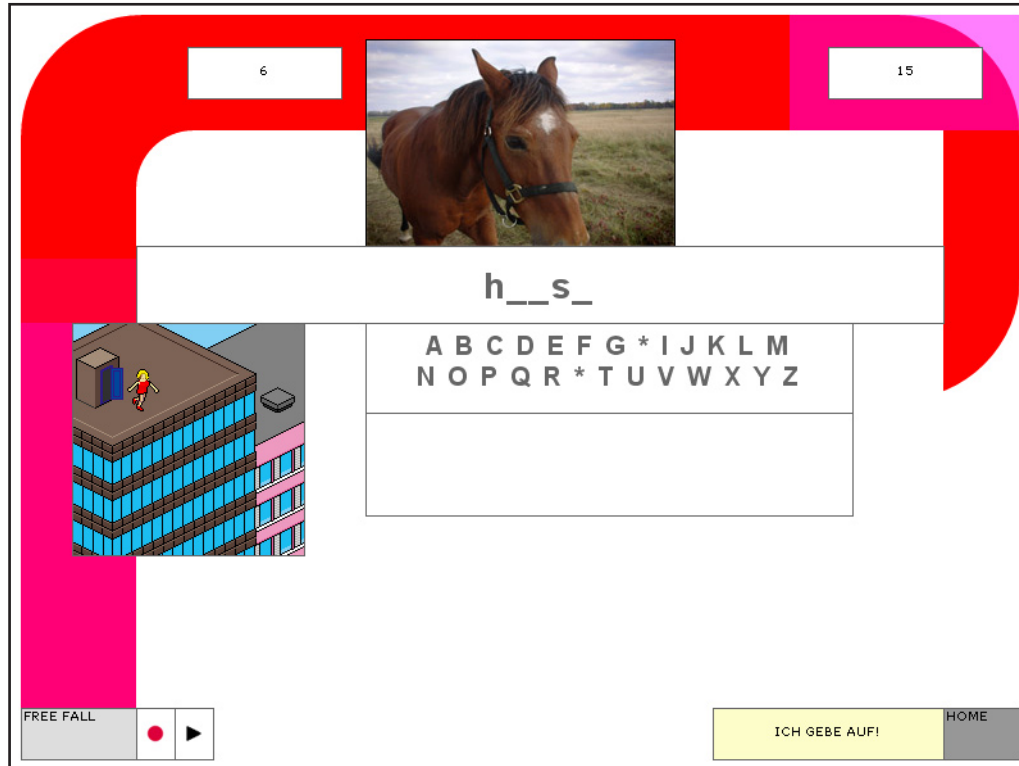 6
15
h__s_
A B C D E F G * I J K L M
N O P Q R * T U V W X Y Z
FREE FALL
ICH GEBE AUF!
HOME